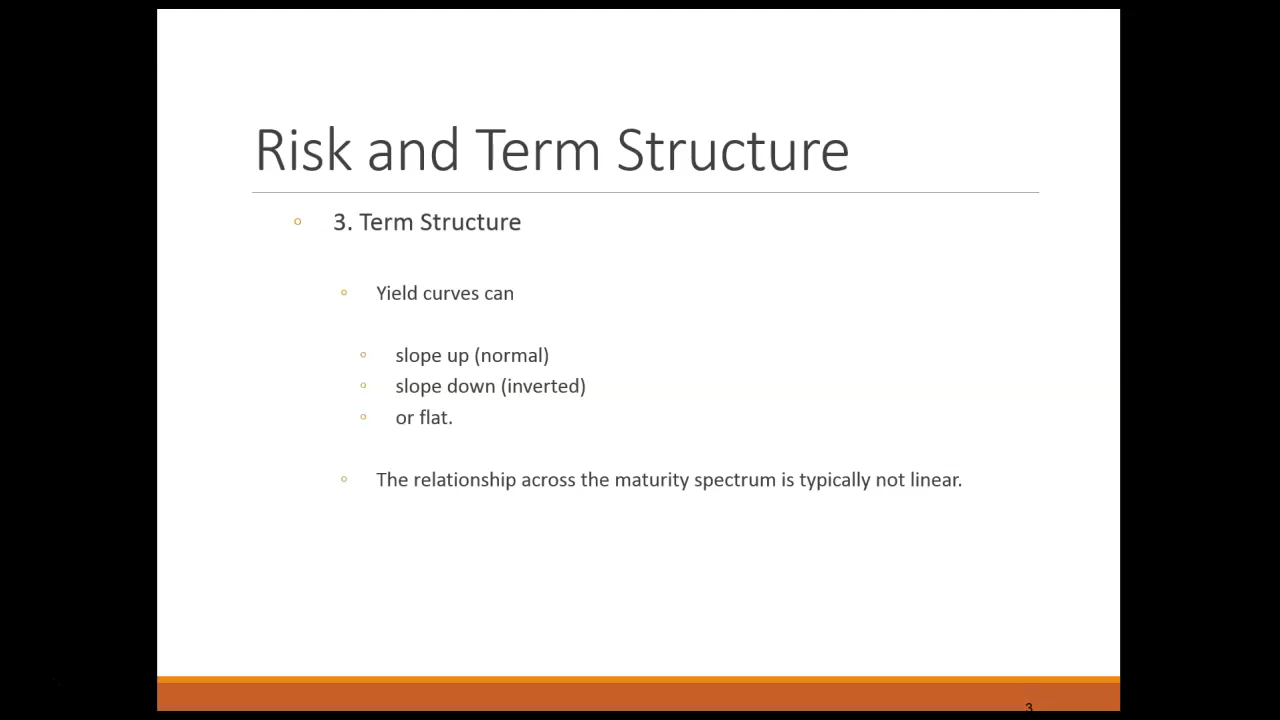 Risk and Term Structure
3. Term Structure
Yield curves can
slope up (normal)
slope down (inverted)
or flat.
The relationship across the maturity spectrum is typically not linear.
3